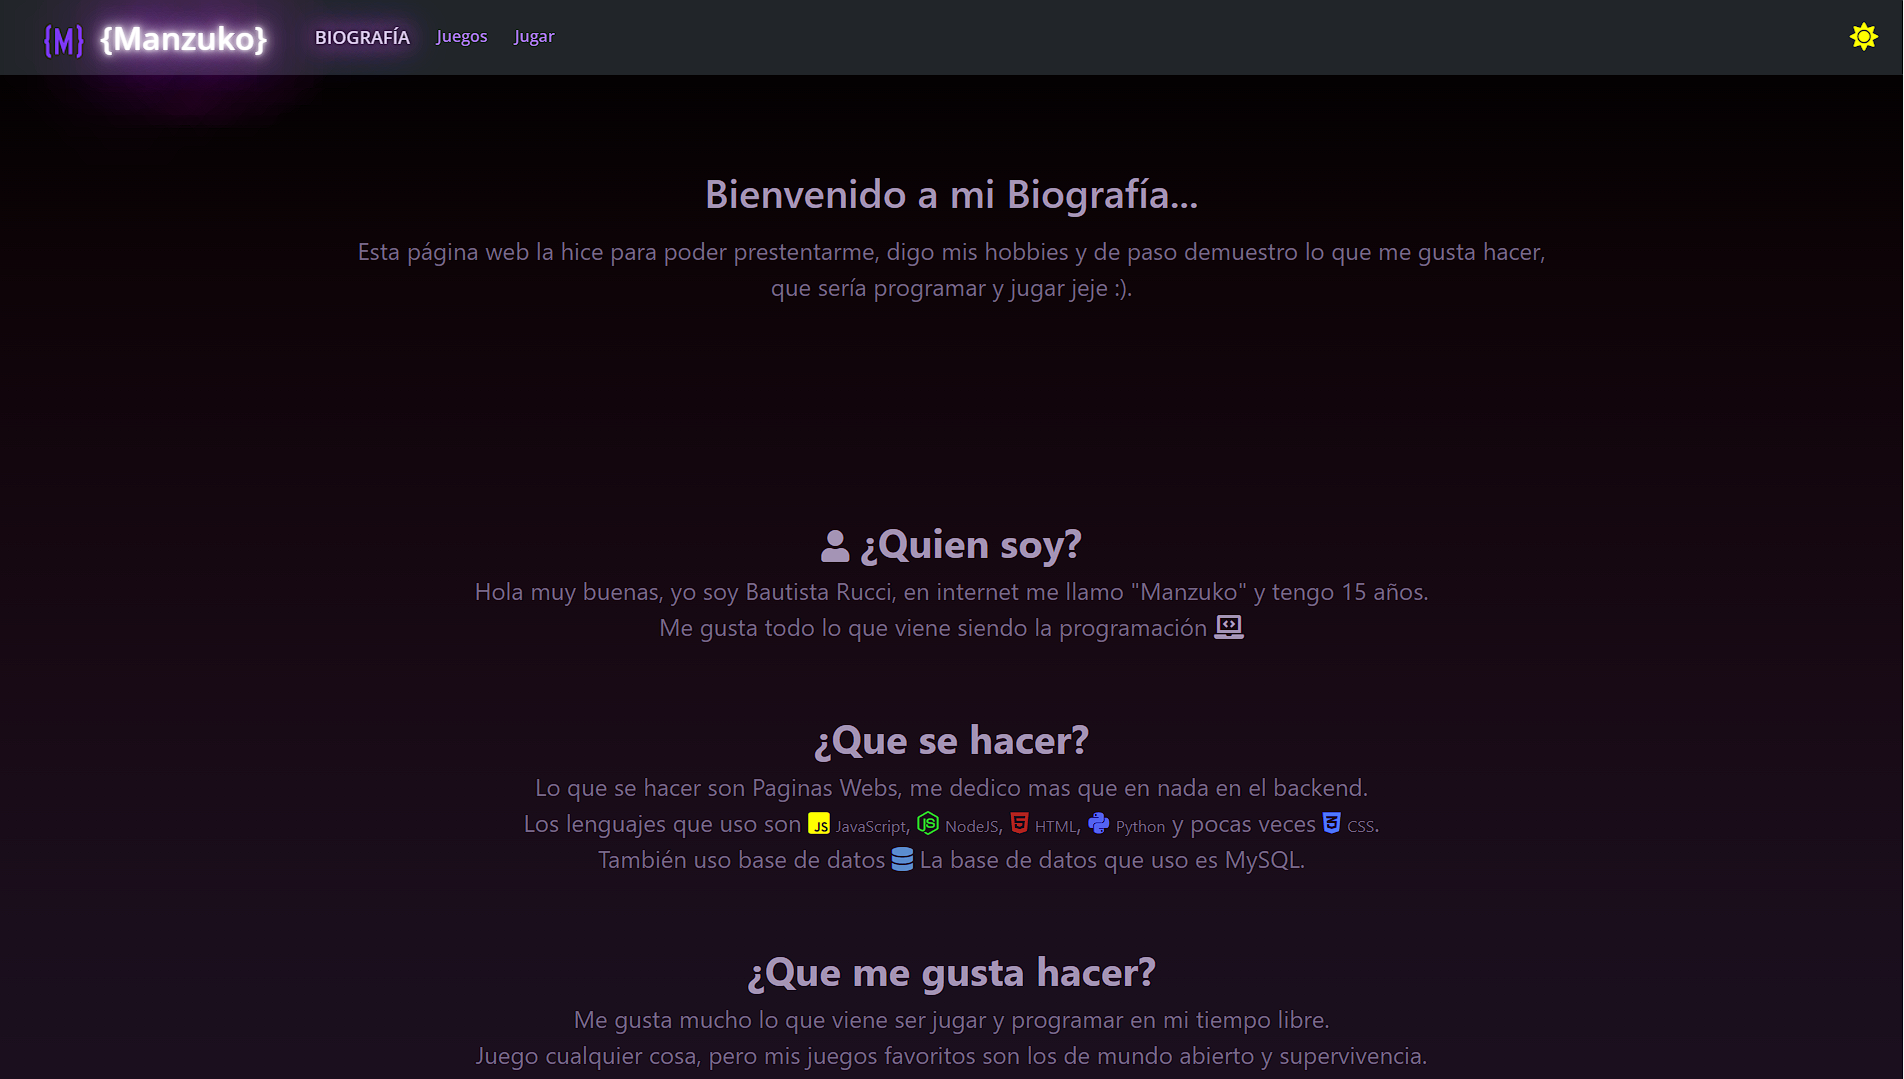 {M} {Manzuko} BIOGRAFÍA Juegos Jugar
Bienvenido a mi Biografía...
Esta página web la hice para poder prestentarme, digo mis hobbies y de paso demuestro lo que me gusta hacer,
que sería programar y jugar jeje :).
¿Quien soy?
Hola muy buenas, yo soy Bautista Rucci, en internet me llamo "Manzuko" y tengo 15 años.
Me gusta todo lo que viene siendo la programación
¿Que se hacer?
Lo que se hacer son Paginas Webs, me dedico mas que en nada en el backend.
Los lenguajes que uso son JS JavaScript, JS NodeJS, 5 HTML, Python y pocas veces 3 CSS.
También uso base de datos La base de datos que uso es MySQL.
¿Que me gusta hacer?
Me gusta mucho lo que viene ser jugar y programar en mi tiempo libre.
Juego cualquier cosa, pero mis juegos favoritos son los de mundo abierto y supervivencia.